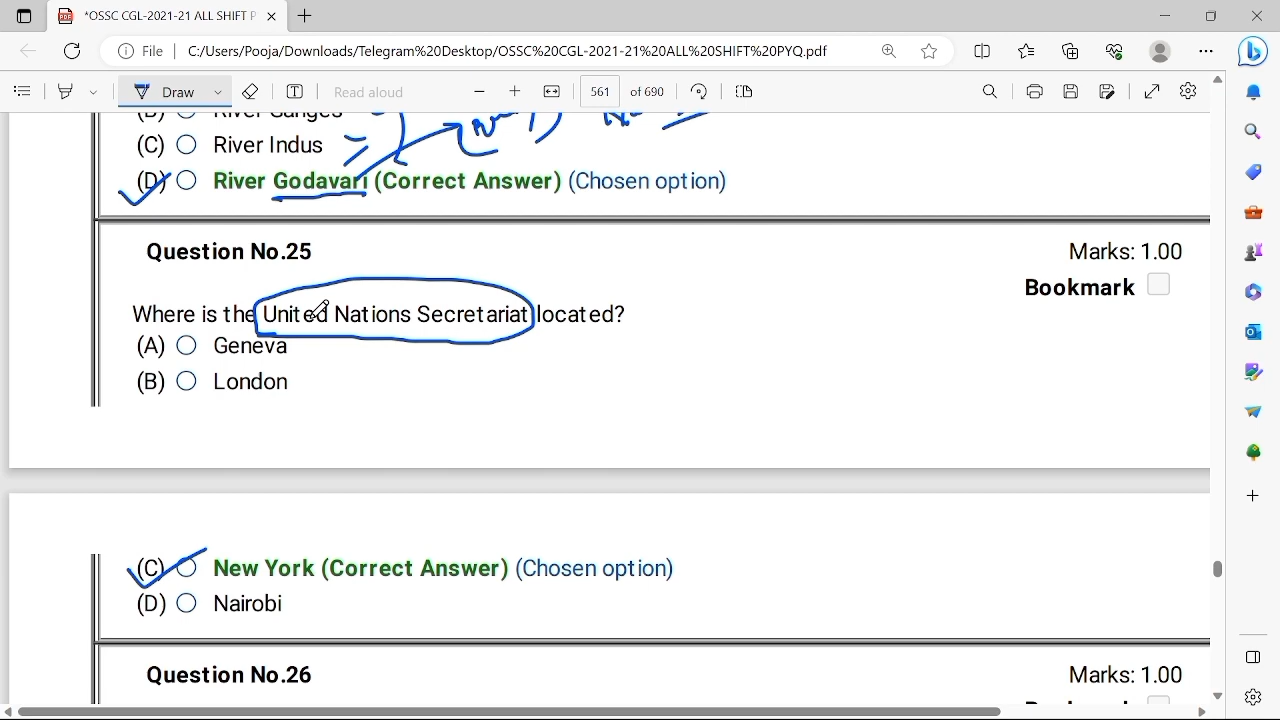 *OSSC CGL-2021-21 ALL SHIFT P
File C:/Users/Pooja/Downloads/Telegram%20Desktop/OSSC%20CGL-2021-21%20ALL%20SHIFT%20PYQ.pdf
Draw Read aloud 561 of 690
(B) River Ganges
(C) River Indus
(D) River Godavari (Correct Answer) (Chosen option)
Question No.25 Marks: 1.00
Bookmark
Where is the United Nations Secretariat located?
(A) Geneva
(B) London
(C) New York (Correct Answer) (Chosen option)
(D) Nairobi
Question No.26 Marks: 1.00